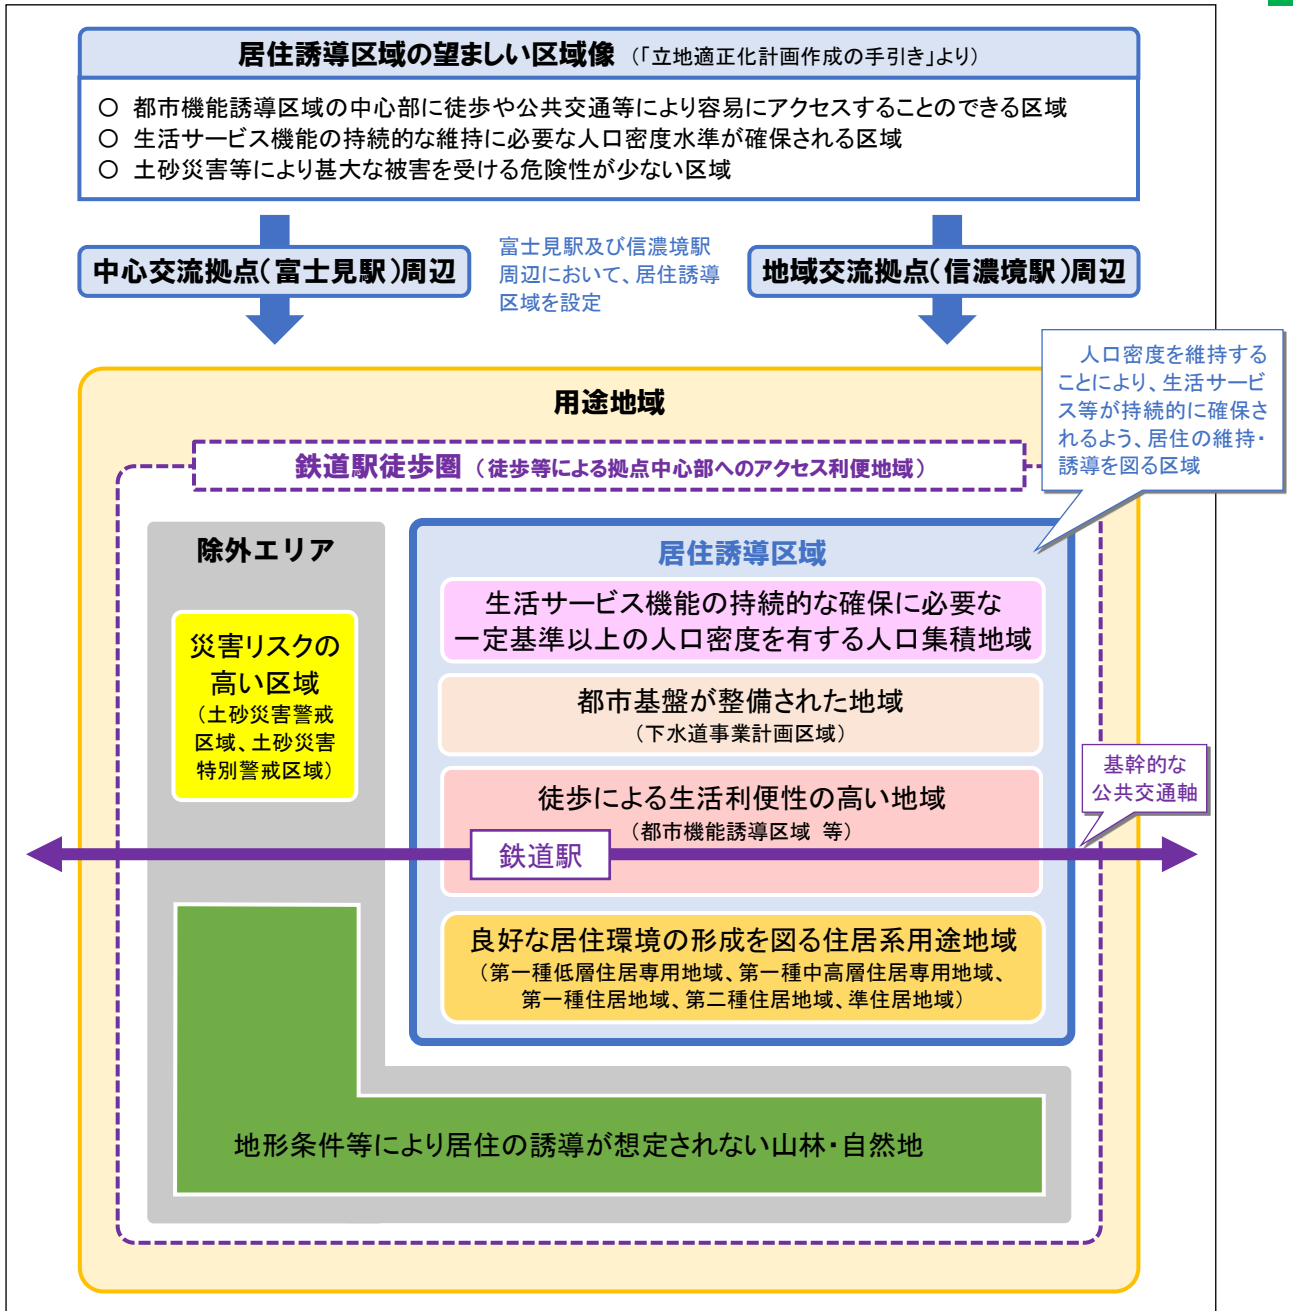 居住誘導区域の望ましい区域像（「立地適正化計画作成の手引き」より）
○ 都市機能誘導区域の中心部に徒歩や公共交通等により容易にアクセスすることのできる区域
○ 生活サービス機能の持続的な維持に必要な人口密度水準が確保される区域
○ 土砂災害等により甚大な被害を受ける危険性が少ない区域
中心交流拠点（富士見駅）周辺
富士見駅及び信濃境駅
周辺において、居住誘導
区域を設定
地域交流拠点（信濃境駅）周辺
人口密度を維持する
ことにより、生活サービ
ス等が持続的に確保さ
れるよう、居住の維持・
誘導を図る区域
用途地域
鉄道駅徒歩圏（徒歩等による拠点中心部へのアクセス利便地域）
除外エリア
災害リスクの
高い区域
（土砂災害警戒
区域、土砂災害
特別警戒区域）
居住誘導区域
生活サービス機能の持続的な確保に必要な
一定基準以上の人口密度を有する人口集積地域
都市基盤が整備された地域
（下水道事業計画区域）
徒歩による生活利便性の高い地域
（都市機能誘導区域 等）
基幹的な
公共交通軸
鉄道駅
良好な居住環境の形成を図る住居系用途地域
（第一種低層住居専用地域、第一種中高層住居専用地域、
第一種住居地域、第二種住居地域、準住居地域）
地形条件等により居住の誘導が想定されない山林・自然地